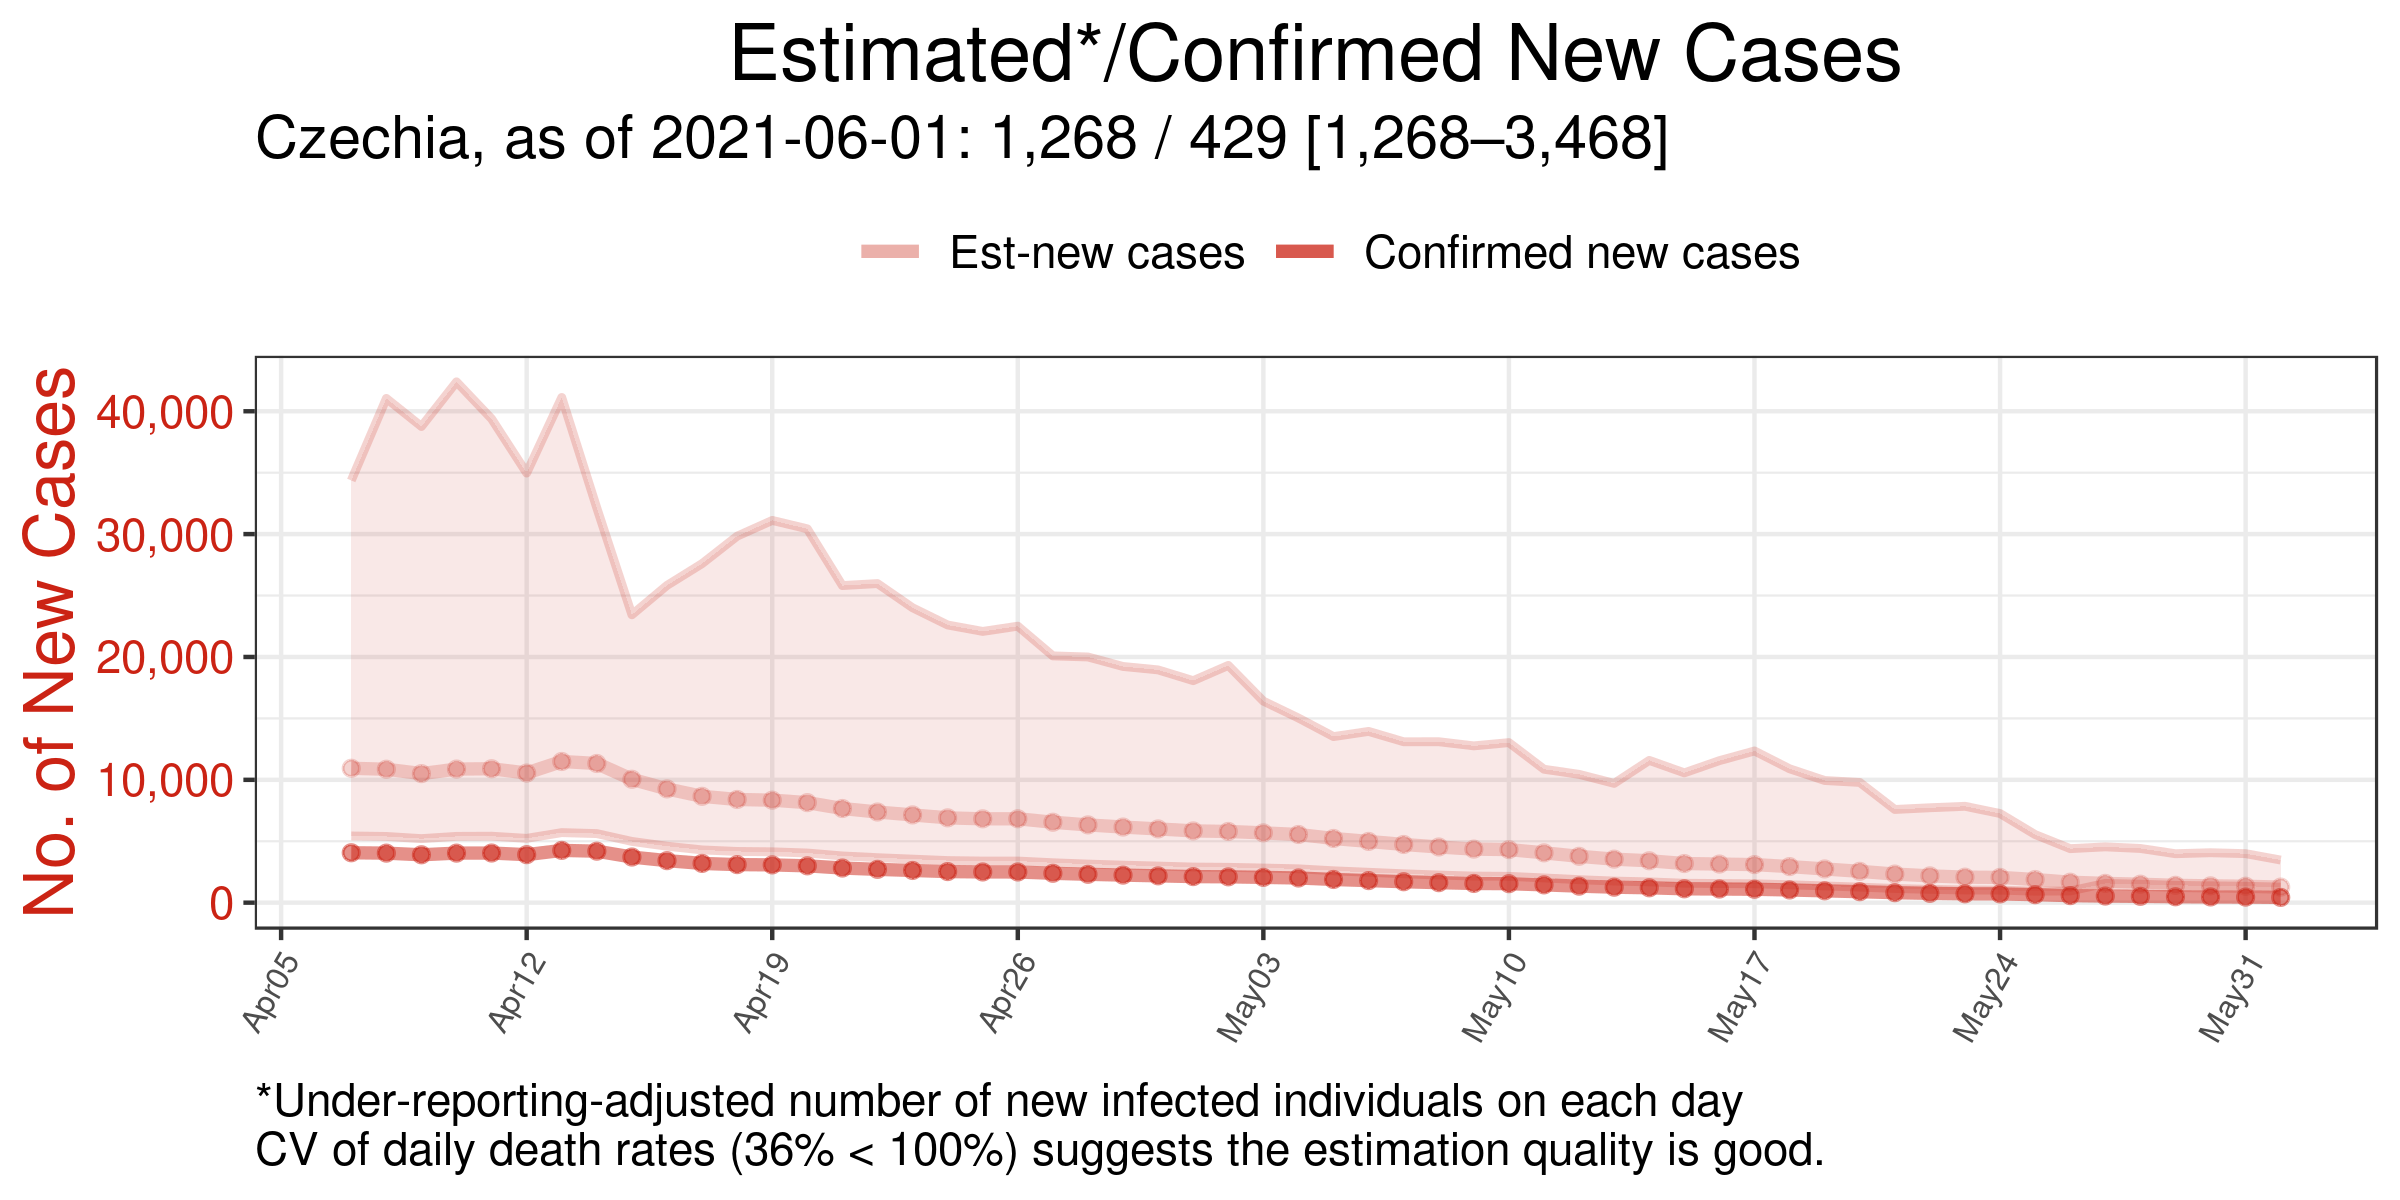 Estimated*/Confirmed New Cases
Czechia, as of 2021-06-01: 1,268 / 429 [1,268–3,468]
Est-new cases
Confirmed new cases
No. of New Cases
40,000
30,000
20,000
10,000
0
Apr05
Apr12
Apr19
Apr26
May03
May10
May17
May24
May31
*Under-reporting-adjusted number of new infected individuals on each day
CV of daily death rates (36% < 100%) suggests the estimation quality is good.